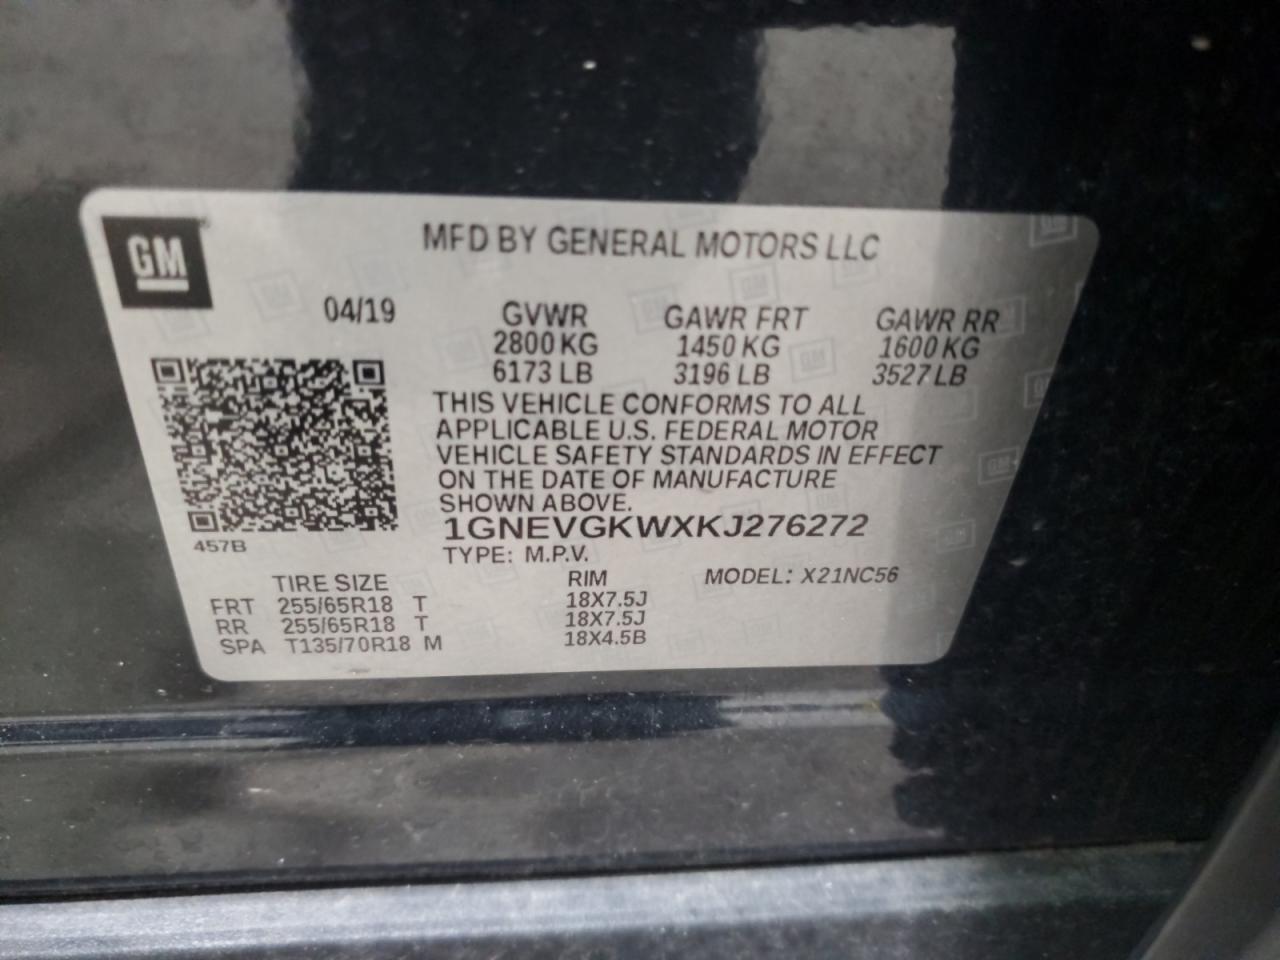 GM
MFD BY GENERAL MOTORS LLC
04/19
GVWR GAWR FRT GAWR RR
2800 KG 1450 KG 1600 KG
6173 LB 3196 LB 3527 LB
THIS VEHICLE CONFORMS TO ALL
APPLICABLE U.S. FEDERAL MOTOR
VEHICLE SAFETY STANDARDS IN EFFECT
ON THE DATE OF MANUFACTURE
SHOWN ABOVE.
1GNEVGKWXKJ276272
457B
TYPE: M.P.V.
TIRE SIZE RIM MODEL: X21NC56
FRT 255/65R18 T 18X7.5J
RR 255/65R18 T 18X7.5J
SPA T135/70R18 M 18X4.5B